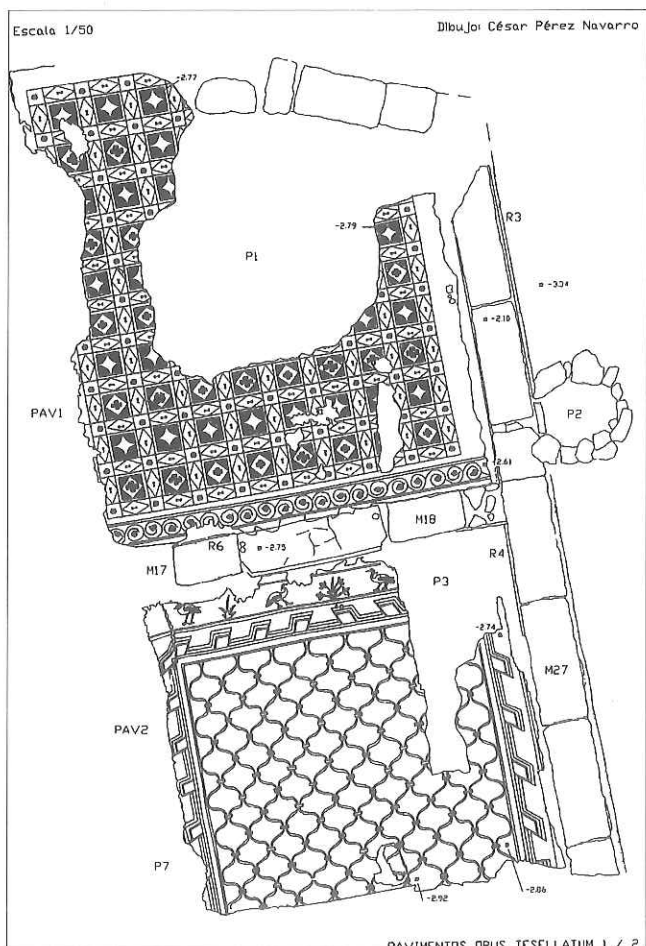 Escala 1/50
Dibujo: César Pérez Navarro
-2.77
R3
-2.79
P1
-3.34
-2.10
PAV1
P2
-2.61
M18
R6
-2.75
R4
M17
P3
-2.74
M27
PAV2
P7
-2.86
-2.92
PAVIMENTOS OPUS TESELLATUM 1 / 2